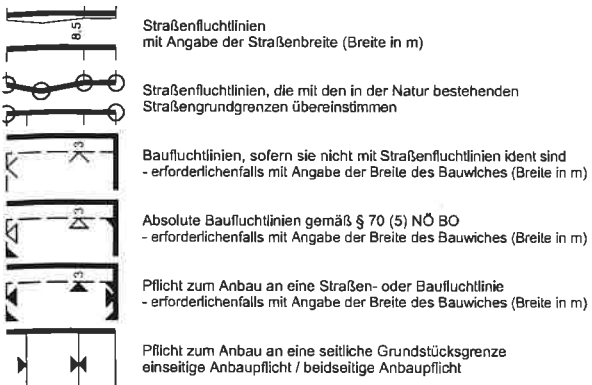 8,5
Straßenfluchtlinien
mit Angabe der Straßenbreite (Breite in m)
Straßenfluchtlinien, die mit den in der Natur bestehenden
Straßengrundgrenzen übereinstimmen
3
Baufluchtlinien, sofern sie nicht mit Straßenfluchtlinien ident sind
- erforderlichenfalls mit Angabe der Breite des Bauwiches (Breite in m)
3
Absolute Baufluchtlinien gemäß § 70 (5) NÖ BO
- erforderlichenfalls mit Angabe der Breite des Bauwiches (Breite in m)
3
Pflicht zum Anbau an eine Straßen- oder Baufluchtlinie
- erforderlichenfalls mit Angabe der Breite des Bauwiches (Breite in m)
Pflicht zum Anbau an eine seitliche Grundstücksgrenze
einseitige Anbaupflicht / beidseitige Anbaupflicht